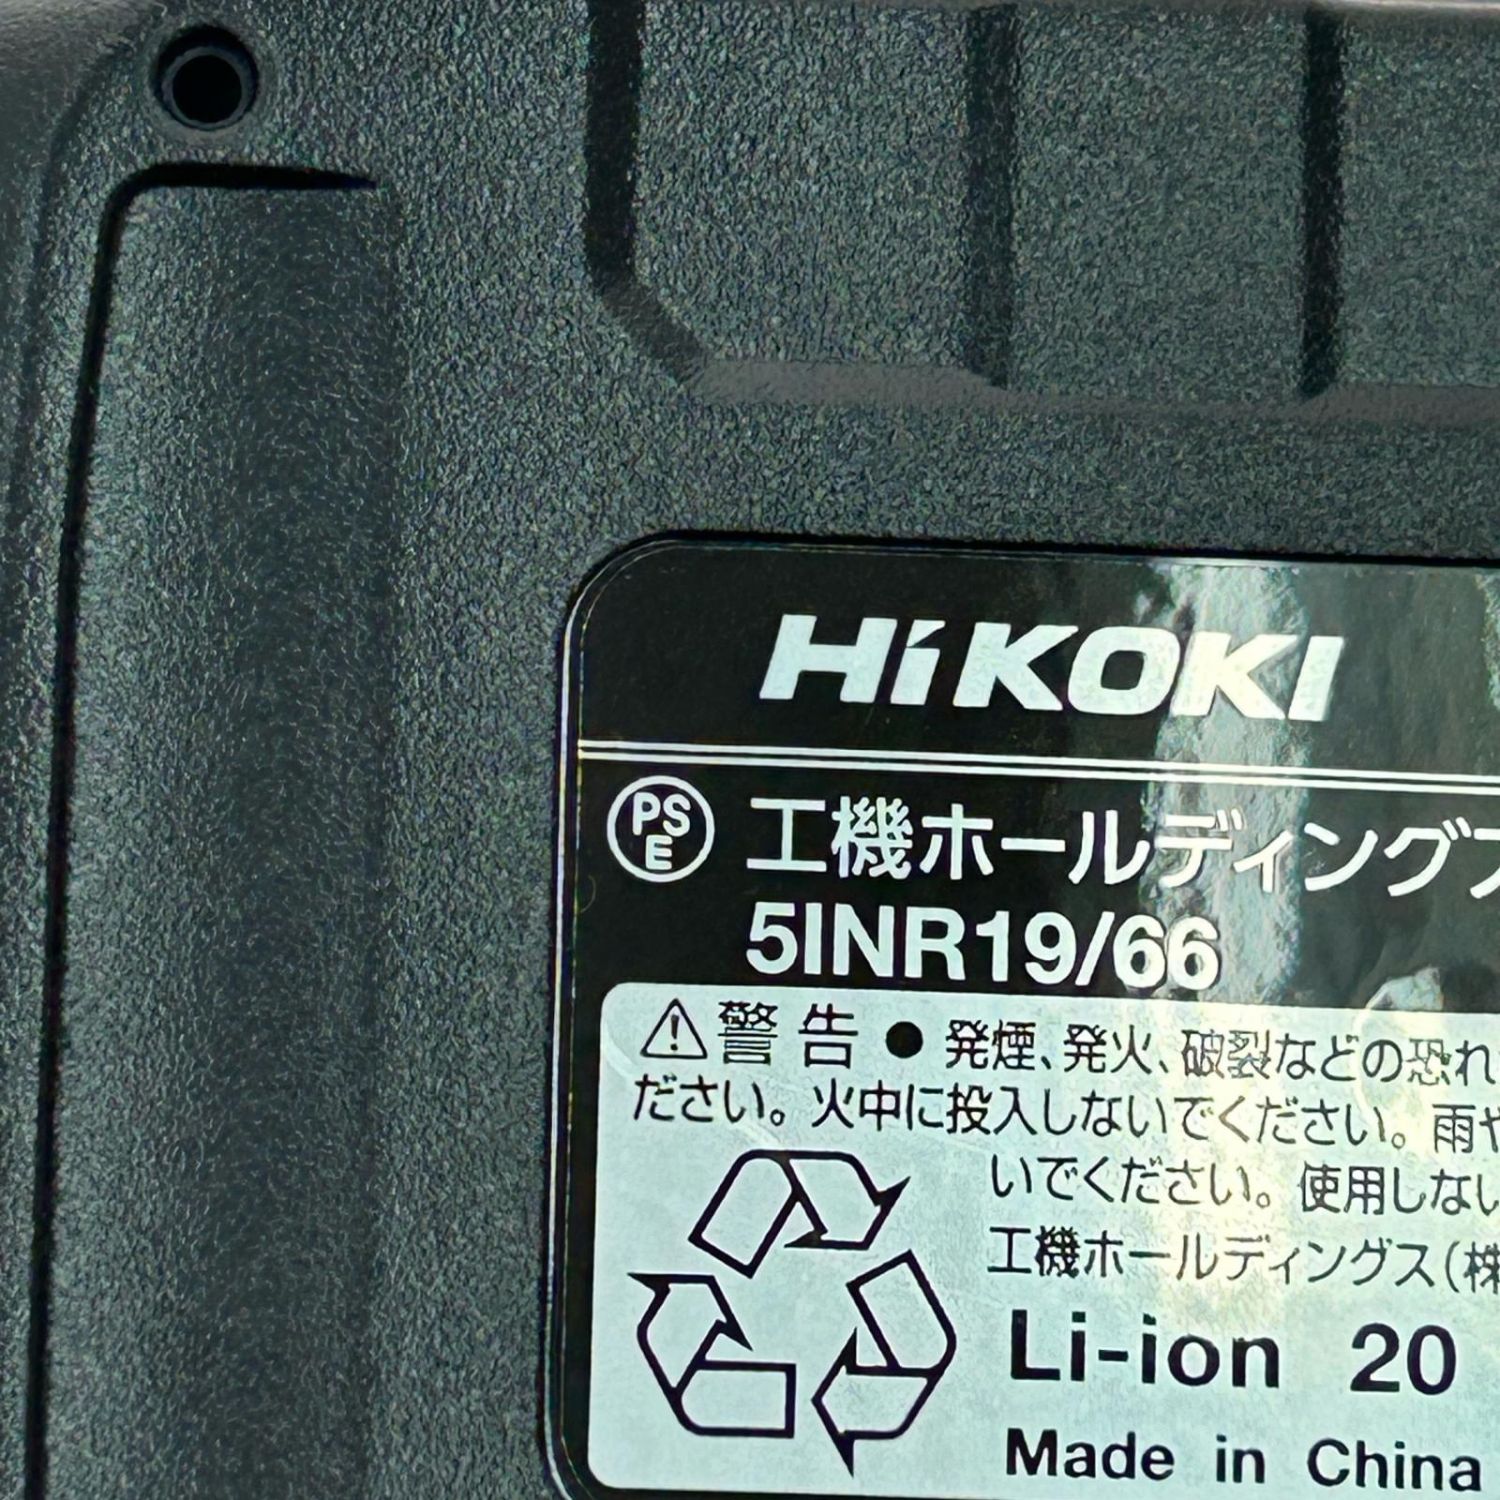 HiKOKI
PS
E
工機ホールディング
5INR19/66
警告 ● 発煙、発火、破裂などの恐れ
ださい。火中に投入しないでください。雨や
いでください。使用しない
工機ホールディングス(株
Li-ion 20
Made in China